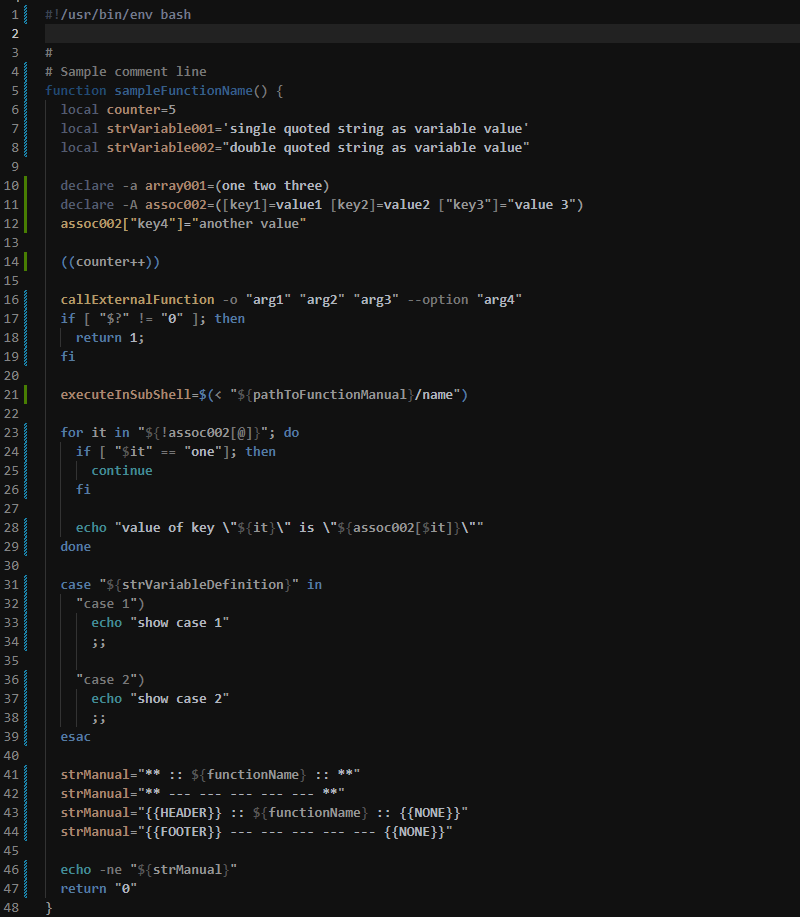 1 #!/usr/bin/env bash
2
3 #
4 # Sample comment line
5 function sampleFunctionName() {
6   local counter=5
7   local strVariable001='single quoted string as variable value'
8   local strVariable002="double quoted string as variable value"
9
10   declare -a array001=(one two three)
11   declare -A assoc002=([key1]=value1 [key2]=value2 ["key3"]="value 3")
12   assoc002["key4"]="another value"
13
14   ((counter++))
15
16   callExternalFunction -o "arg1" "arg2" "arg3" --option "arg4"
17   if [ "$?" != "0" ]; then
18     return 1;
19   fi
20
21   executeInSubShell=$(< "${pathToFunctionManual}/name")
22
23   for it in "${!assoc002[@]}"; do
24     if [ "$it" == "one"]; then
25       continue
26     fi
27
28     echo "value of key \"${it}\" is \"${assoc002[$it]}\""
29   done
30
31   case "${strVariableDefinition}" in
32     "case 1")
33       echo "show case 1"
34       ;;
35
36     "case 2")
37       echo "show case 2"
38       ;;
39   esac
40
41   strManual="** :: ${functionName} :: **"
42   strManual="** --- --- --- --- --- **"
43   strManual="{{HEADER}} :: ${functionName} :: {{NONE}}"
44   strManual="{{FOOTER}} --- --- --- --- --- {{NONE}}"
45
46   echo -ne "${strManual}"
47   return "0"
48 }